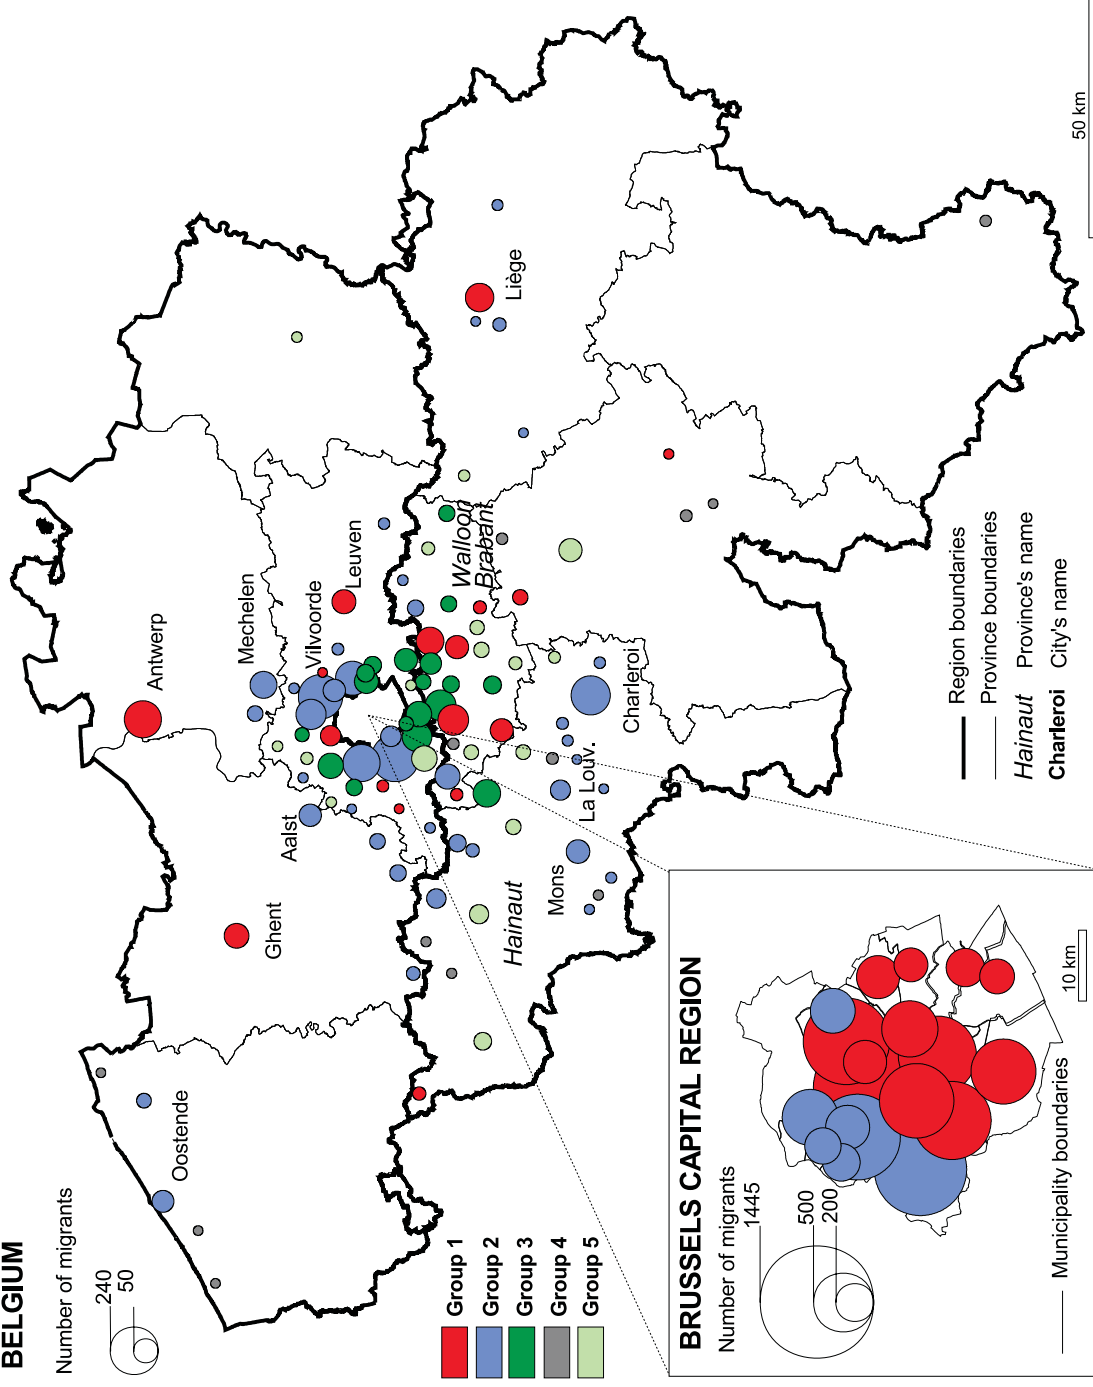 BELGIUM
Number of migrants
240
50
Oostende
Ghent
Antwerp
Aalst
Mechelen
Vilvoorde
Leuven
Liège
Walloon
Brabant
Hainaut
Mons
La Louv.
Charleroi
Group 1
Group 2
Group 3
Group 4
Group 5
Region boundaries
Province boundaries
Hainaut Province's name
Charleroi City's name
50 km
BRUSSELS CAPITAL REGION
Number of migrants
1445
500
200
Municipality boundaries
10 km